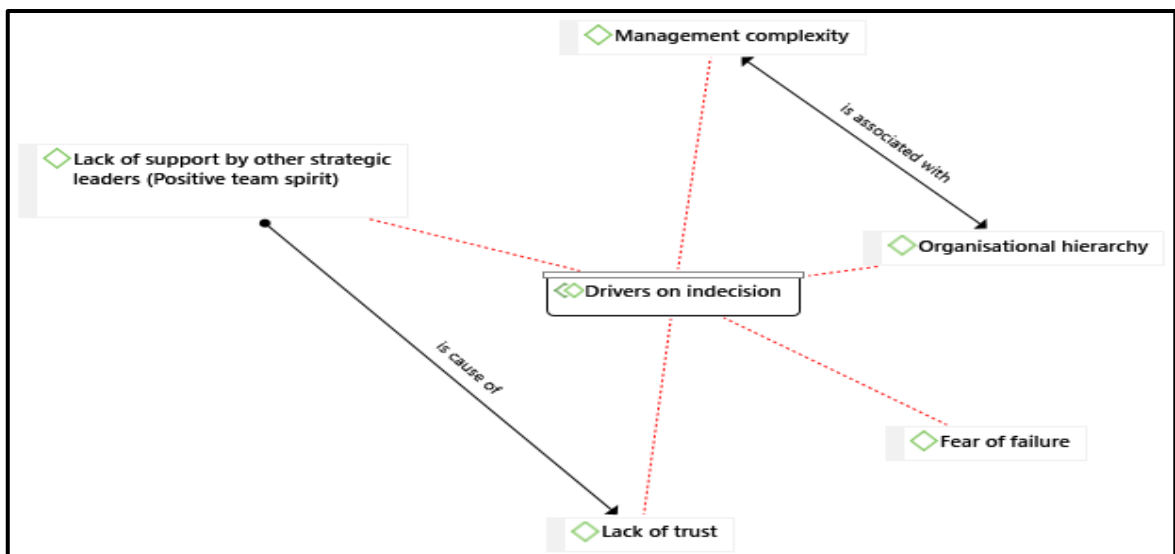 Management complexity
is associated with
Lack of support by other strategic
leaders (Positive team spirit)
Organisational hierarchy
Drivers on indecision
is cause of
Fear of failure
Lack of trust